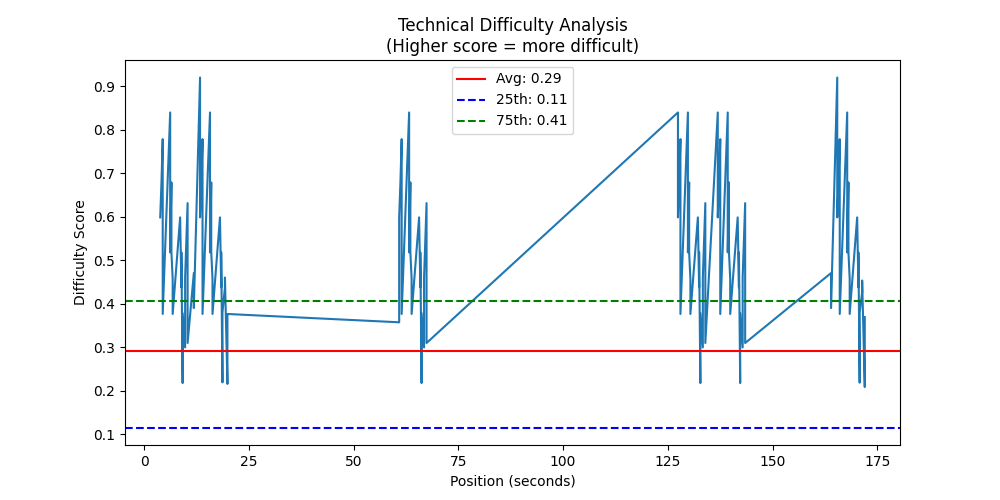 Technical Difficulty Analysis
(Higher score = more difficult)
Avg: 0.29
25th: 0.11
75th: 0.41
Difficulty Score
0.9
0.8
0.7
0.6
0.5
0.4
0.3
0.2
0.1
0 25 50 75 100 125 150 175
Position (seconds)